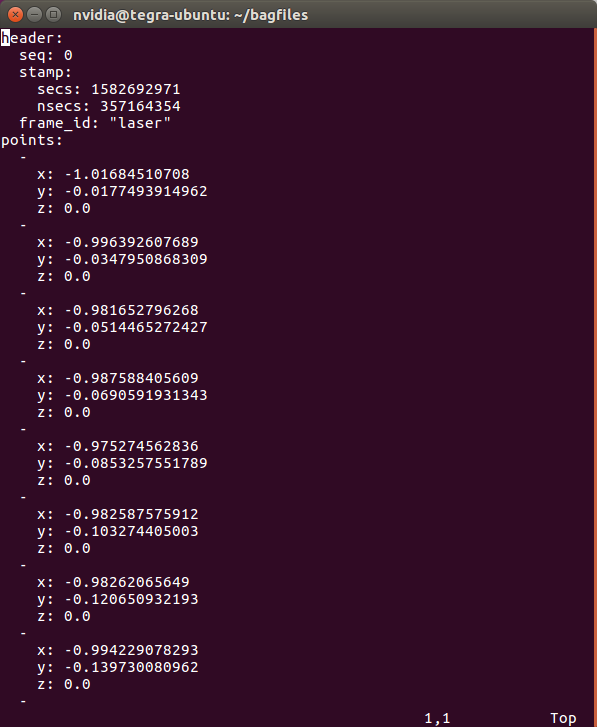 nvidia@tegra-ubuntu: ~/bagfiles
header:
  seq: 0
  stamp:
    secs: 1582692971
    nsecs: 357164354
  frame_id: "laser"
points:
  -
    x: -1.01684510708
    y: -0.0177493914962
    z: 0.0
  -
    x: -0.996392607689
    y: -0.0347950868309
    z: 0.0
  -
    x: -0.981652796268
    y: -0.0514465272427
    z: 0.0
  -
    x: -0.987588405609
    y: -0.0690591931343
    z: 0.0
  -
    x: -0.975274562836
    y: -0.0853257551789
    z: 0.0
  -
    x: -0.982587575912
    y: -0.103274405003
    z: 0.0
  -
    x: -0.98262065649
    y: -0.120650932193
    z: 0.0
  -
    x: -0.994229078293
    y: -0.139730080962
    z: 0.0
  -
1,1 Top